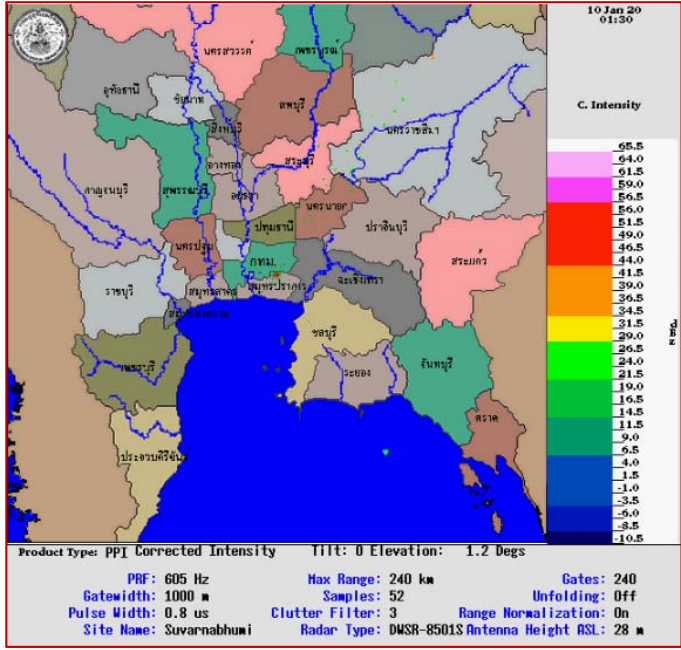 10 Jan 20
01:30
C. Intensity
นครสวรรค์
เพชรบูรณ์
อุทัยธานี
ชัยนาท
ลพบุรี
สิงห์บุรี
นครราชสีมา
อ่างทอง
สระบุรี
กาญจนบุรี
สุพรรณบุรี
อยุธยา
นครนายก
ปทุมธานี
ปราจีนบุรี
นครปฐม
กทม.
สระแก้ว
ราชบุรี
สมุทรสาคร
สมุทรปราการ
ฉะเชิงเทรา
ชลบุรี
เพชรบุรี
ระยอง
จันทบุรี
ตราด
ประจวบคีรีขันธ์
65.5
64.0
61.5
59.0
56.5
56.0
51.5
49.0
46.5
44.0
41.5
39.0
36.5
34.5
31.5
29.0
26.5
24.0
21.5
19.0
16.5
14.5
11.5
9.0
6.5
4.0
1.5
-1.0
-3.5
-6.0
-8.5
-10.5
Product Type: PPI Corrected Intensity Tilt: 0 Elevation: 1.2 Degs
PRF: 605 Hz Max Range: 240 km Gates: 240
Gatewidth: 1000 m Samples: 52 Unfolding: Off
Pulse Width: 0.8 us Clutter Filter: 3 Range Normalization: On
Site Name: Suvarnabhumi Radar Type: DWSR-8501S Antenna Height ASL: 28 m